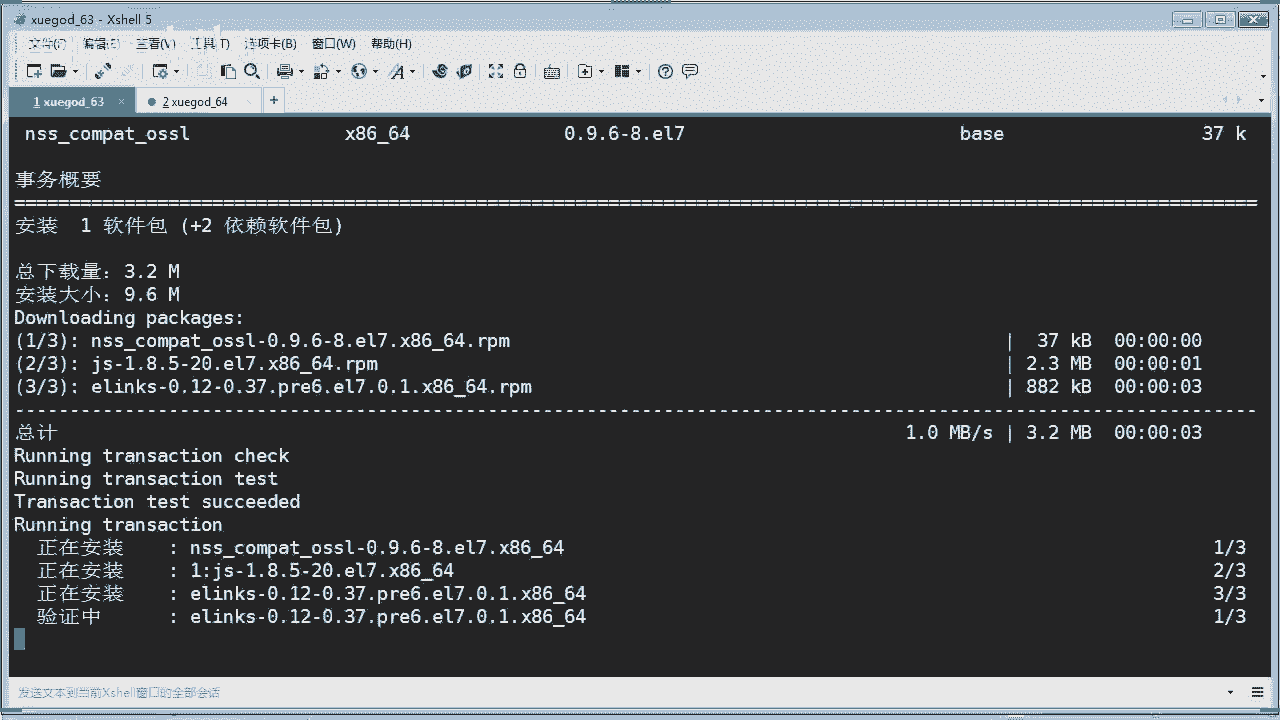 xuegod_63 - Xshell 5
文件(F) 编辑(E) 查看(V) 工具(T) 选项卡(B) 窗口(W) 帮助(H)
1 xuegod_63 × 2 xuegod_64 +
nss_compat_ossl x86_64 0.9.6-8.el7 base 37 k
事务概要
================================================================================
安装 1 软件包 (+2 依赖软件包)
总下载量：3.2 M
安装大小：9.6 M
Downloading packages:
(1/3): nss_compat_ossl-0.9.6-8.el7.x86_64.rpm | 37 kB 00:00:00
(2/3): js-1.8.5-20.el7.x86_64.rpm | 2.3 MB 00:00:01
(3/3): elinks-0.12-0.37.pre6.el7.0.1.x86_64.rpm | 882 kB 00:00:03
--------------------------------------------------------------------------------
总计 1.0 MB/s | 3.2 MB 00:00:03
Running transaction check
Running transaction test
Transaction test succeeded
Running transaction
正在安装 : nss_compat_ossl-0.9.6-8.el7.x86_64 1/3
正在安装 : 1:js-1.8.5-20.el7.x86_64 2/3
正在安装 : elinks-0.12-0.37.pre6.el7.0.1.x86_64 3/3
验证中 : elinks-0.12-0.37.pre6.el7.0.1.x86_64 1/3
发送文本到当前Xshell窗口的全部会话